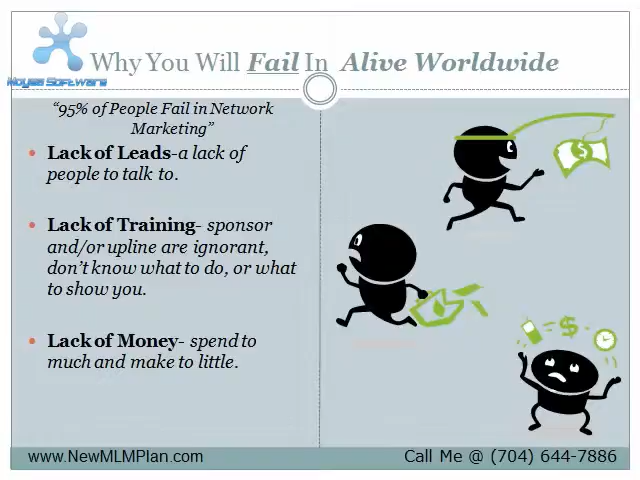 Why You Will Fail In Alive Worldwide
Noyes Software
“95% of People Fail in Network
Marketing”
Lack of Leads-a lack of
people to talk to.
Lack of Training- sponsor
and/or upline are ignorant,
don’t know what to do, or what
to show you.
Lack of Money- spend to
much and make to little.
$
$
www.NewMLMPlan.com
Call Me @ (704) 644-7886